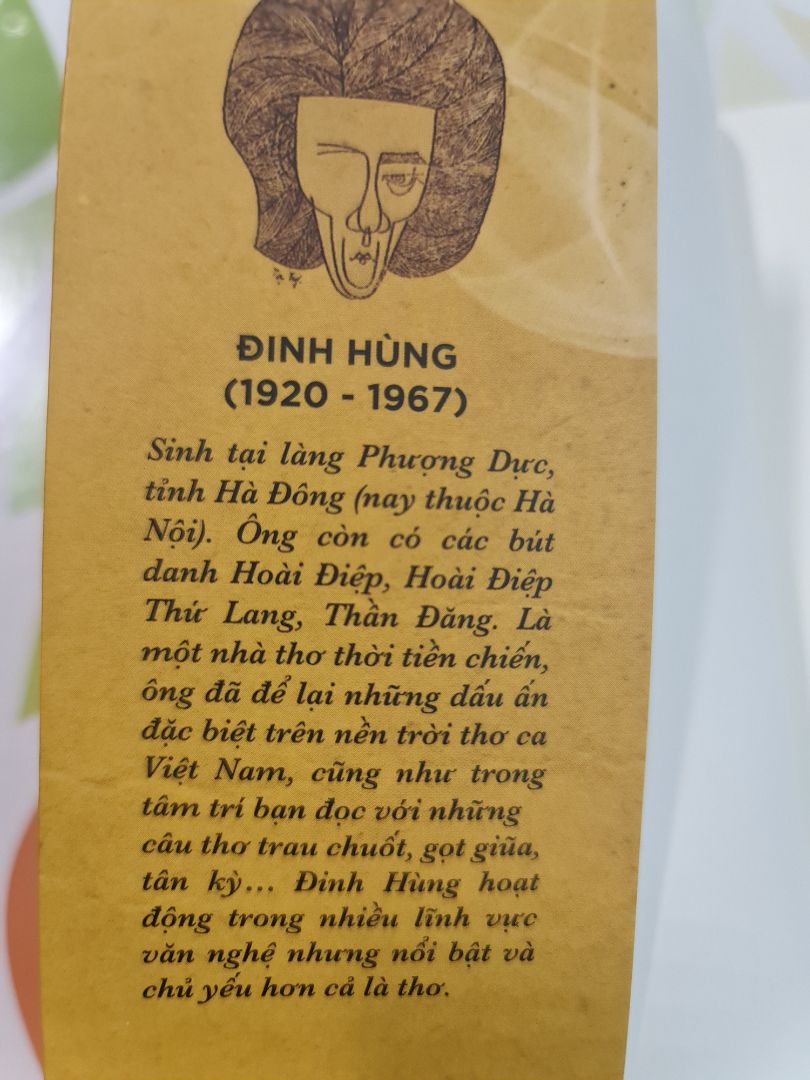 ĐINH HÙNG
(1920 - 1967)
Sinh tại làng Phượng Dực,
tỉnh Hà Đông (nay thuộc Hà
Nội). Ông còn có các bút
danh Hoài Điệp, Hoài Điệp
Thứ Lang, Thần Đăng. Là
một nhà thơ thời tiền chiến,
ông đã để lại những dấu ấn
đặc biệt trên nền trời thơ ca
Việt Nam, cũng như trong
tâm trí bạn đọc với những
câu thơ trau chuốt, gọt giũa,
tân kỳ... Đinh Hùng hoạt
động trong nhiều lĩnh vực
văn nghệ nhưng nổi bật và
chủ yếu hơn cả là thơ.